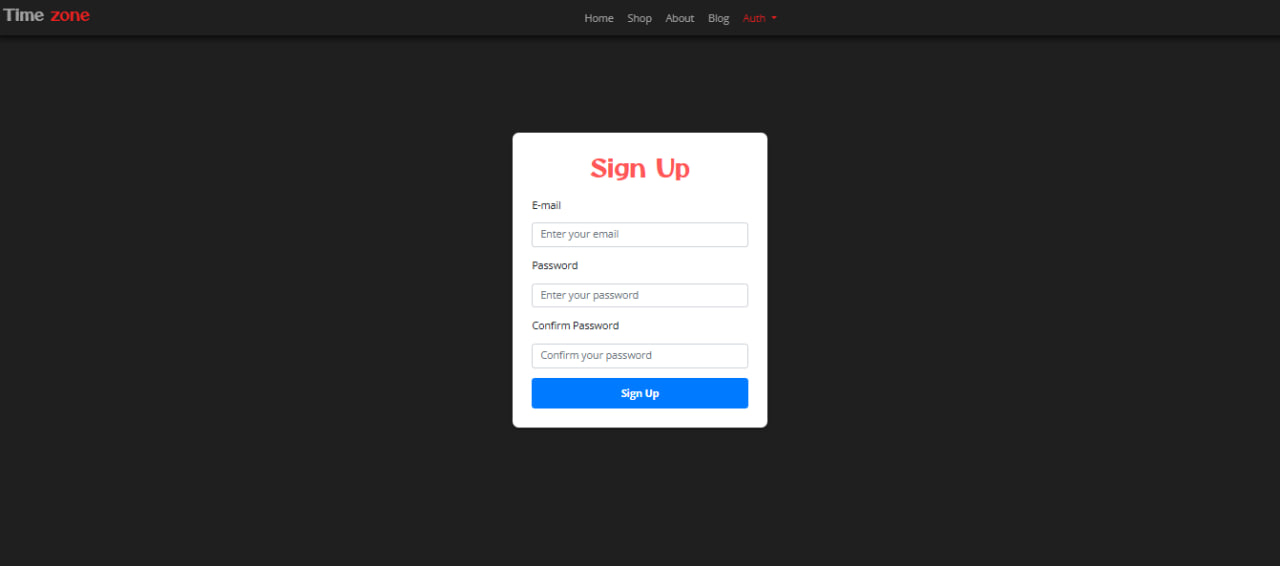 Time zone
Home Shop About Blog Auth
Sign Up
E-mail
Enter your email
Password
Enter your password
Confirm Password
Confirm your password
Sign Up